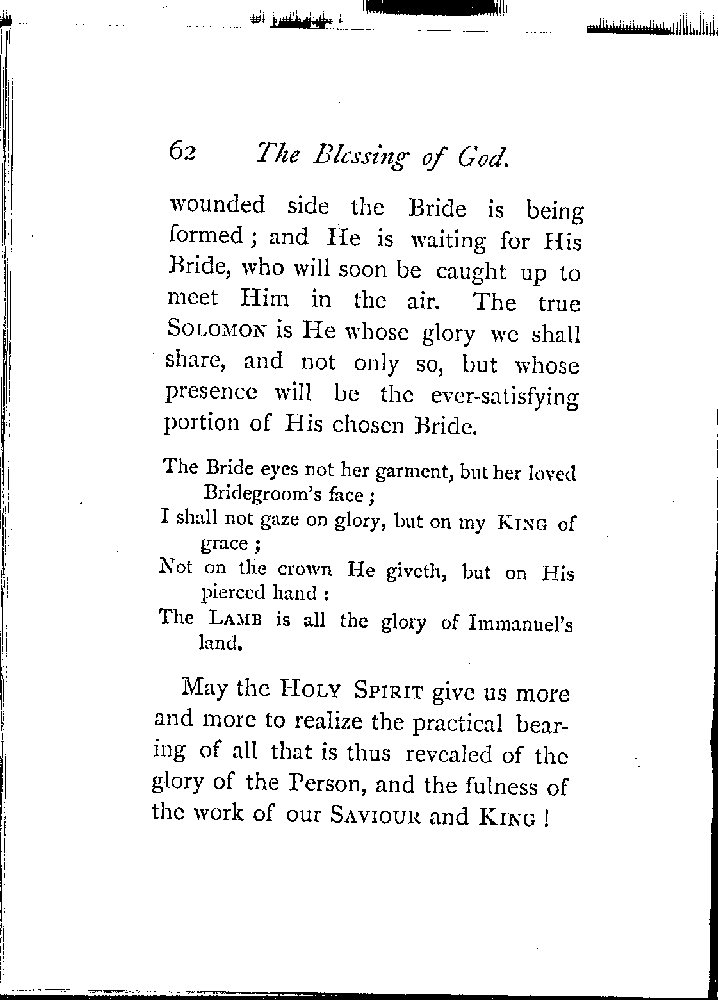 62 The Blessing of God.
wounded side the Bride is being
formed ; and He is waiting for His
Bride, who will soon be caught up to
meet Him in the air. The true
SOLOMON is He whose glory we shall
share, and not only so, but whose
presence will be the ever-satisfying
portion of His chosen Bride.
The Bride eyes not her garment, but her loved
Bridegroom's face ;
I shall not gaze on glory, but on my KING of
grace ;
Not on the crown He giveth, but on His
pierced hand :
The LAMB is all the glory of Immanuel's
land.
May the HOLY SPIRIT give us more
and more to realize the practical bear-
ing of all that is thus revealed of the
glory of the Person, and the fulness of
the work of our SAVIOUR and KING !